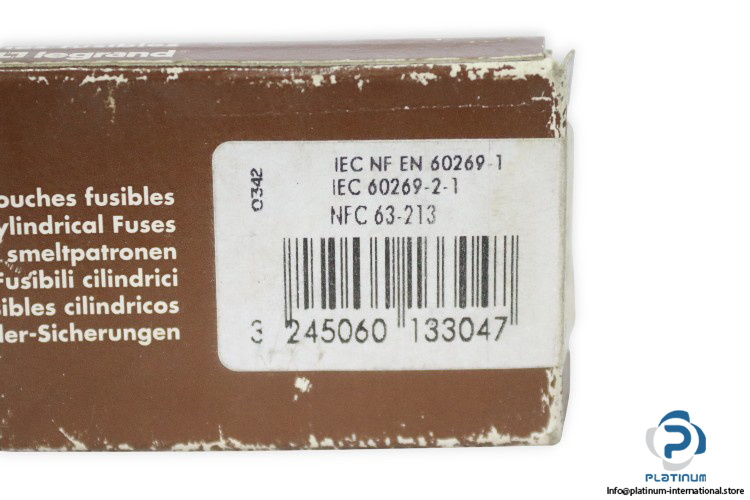 legrand
0342
IEC NF EN 60269-1
IEC 60269-2-1
NFC 63-213
3 245060 133047
ouches fusibles
ylindrical Fuses
smeltpatronen
Fusibili cilindrici
ibles cilindricos
der-Sicherungen
PLATINUM
Info@platinum-international.store